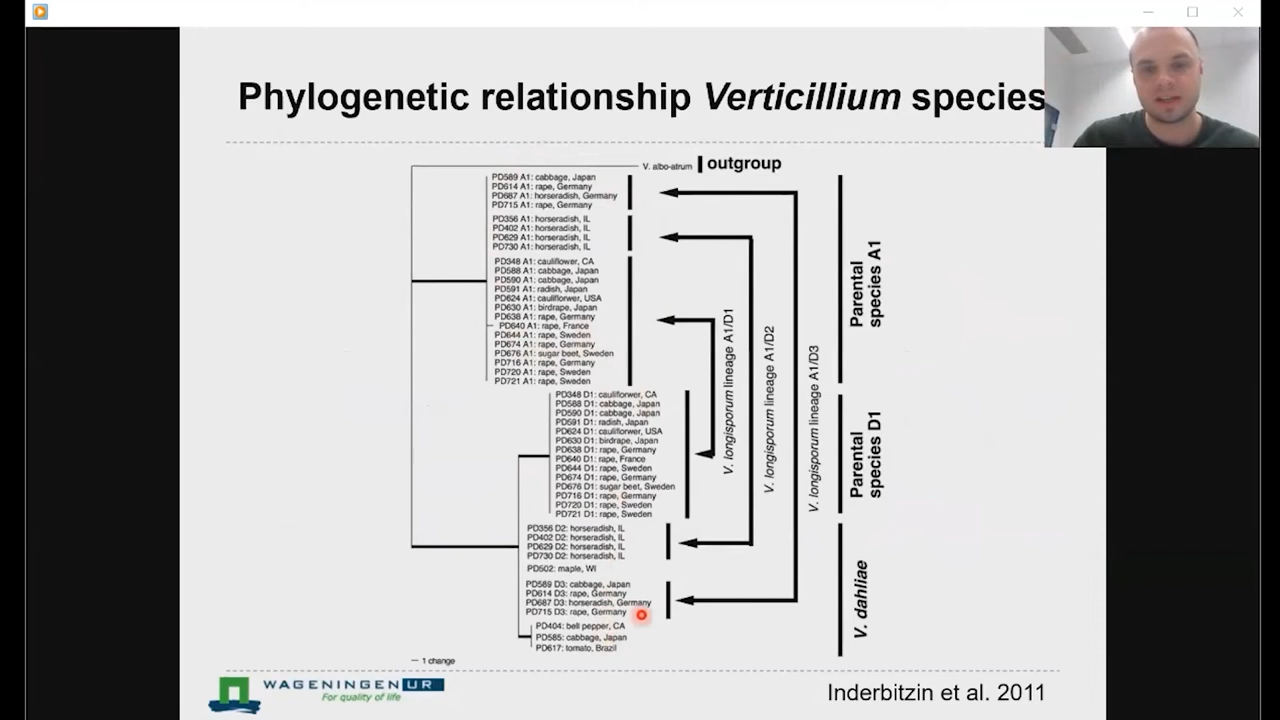 Phylogenetic relationship Verticillium species
V. albo-atrum
outgroup
PD589 A1: cabbage, Japan
PD614 A1: rape, Germany
PD687 A1: horseradish, Germany
PD715 A1: rape, Germany
PD356 A1: horseradish, IL
PD402 A1: horseradish, IL
PD629 A1: horseradish, IL
PD730 A1: horseradish, IL
PD348 A1: cauliflower, CA
PD588 A1: cabbage, Japan
PD590 A1: cabbage, Japan
PD591 A1: radish, Japan
PD624 A1: cauliflorwer, USA
PD630 A1: birdrape, Japan
PD638 A1: rape, Germany
PD640 A1: rape, France
PD644 A1: rape, Sweden
PD674 A1: rape, Germany
PD676 A1: sugar beet, Sweden
PD716 A1: rape, Germany
PD720 A1: rape, Sweden
PD721 A1: rape, Sweden
PD348 D1: cauliflorwer, CA
PD588 D1: cabbage, Japan
PD590 D1: cabbage, Japan
PD591 D1: radish, Japan
PD624 D1: cauliflorwer, USA
PD630 D1: birdrape, Japan
PD638 D1: rape, Germany
PD640 D1: rape, France
PD644 D1: rape, Sweden
PD674 D1: rape, Germany
PD676 D1: sugar beet, Sweden
PD716 D1: rape, Germany
PD720 D1: rape, Sweden
PD721 D1: rape, Sweden
PD356 D2: horseradish, IL
PD402 D2: horseradish, IL
PD629 D2: horseradish, IL
PD730 D2: horseradish, IL
PD502: maple, WI
PD589 D3: cabbage, Japan
PD614 D3: rape, Germany
PD687 D3: horseradish, Germany
PD715 D3: rape, Germany
PD404: bell pepper, CA
PD585: cabbage, Japan
PD617: tomato, Brazil
V. longisporum lineage A1/D1
V. longisporum lineage A1/D2
V. longisporum lineage A1/D3
Parental
species A1
Parental
species D1
V. dahliae
1 change
WAGENINGEN UR
For quality of life
Inderbitzin et al. 2011